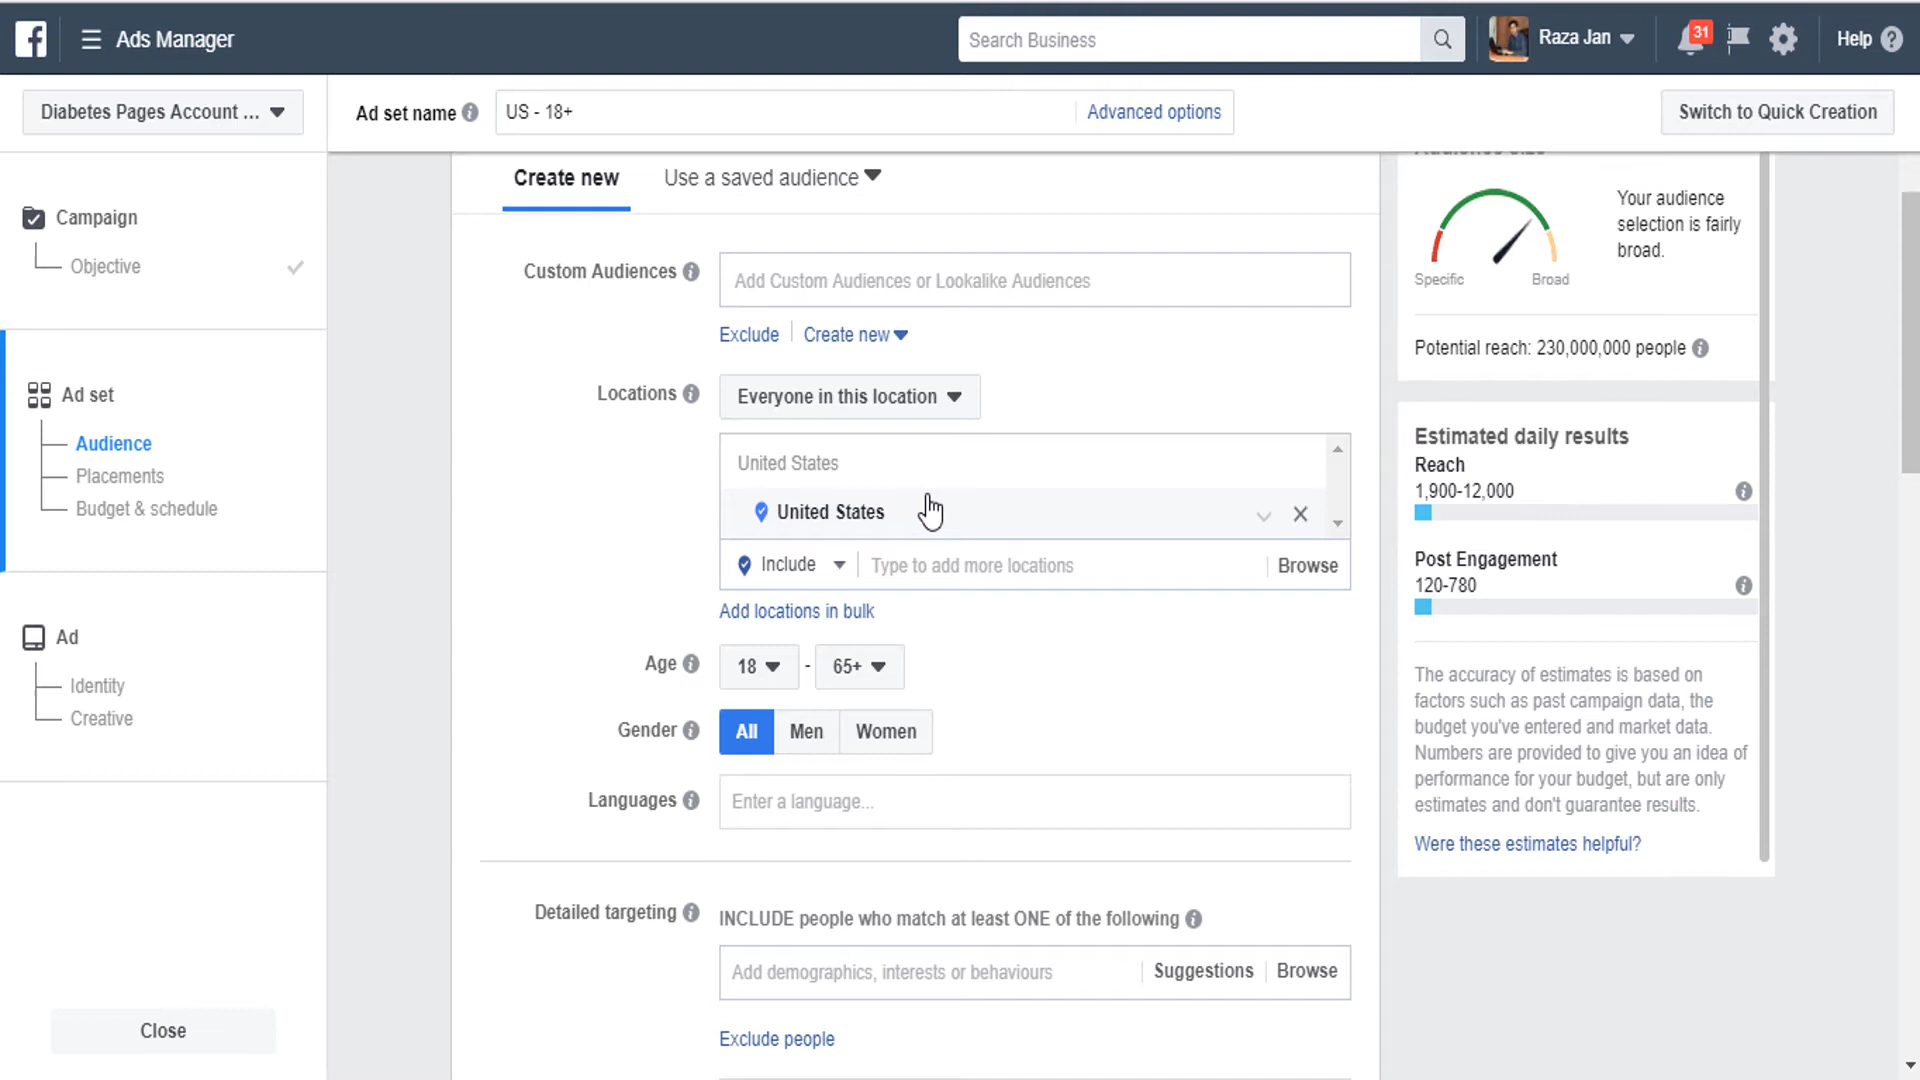 Ads Manager
Search Business
Raza Jan
31
Help
Diabetes Pages Account ...
Ad set name
US - 18+
Advanced options
Switch to Quick Creation
Campaign
Objective
Ad set
Audience
Placements
Budget & schedule
Ad
Identity
Creative
Close
Create new
Use a saved audience
Custom Audiences
Add Custom Audiences or Lookalike Audiences
Exclude
Create new
Locations
Everyone in this location
United States
United States
Include
Type to add more locations
Browse
Add locations in bulk
Age
18
-
65+
Gender
All
Men
Women
Languages
Enter a language...
Detailed targeting
INCLUDE people who match at least ONE of the following
Add demographics, interests or behaviours
Suggestions
Browse
Exclude people
Your audience
selection is fairly
broad.
Specific
Broad
Potential reach: 230,000,000 people
Estimated daily results
Reach
1,900-12,000
Post Engagement
120-780
The accuracy of estimates is based on
factors such as past campaign data, the
budget you've entered and market data.
Numbers are provided to give you an idea of
performance for your budget, but are only
estimates and don't guarantee results.
Were these estimates helpful?